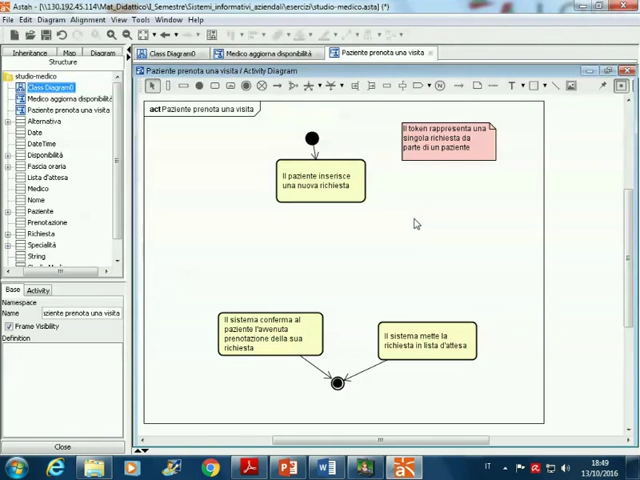 Astah - [\\130.192.45.114\Mat_Didattico\I_Semestre\Sistemi_informativi_aziendali\esercizi\studio-medico.asta] (*)
File Edit Diagram Alignment View Tools Window Help
Inheritance Map Diagram
Structure
Class Diagram0
Medico aggiorna disponibilità
Paziente prenota una visita
Paziente prenota una visita / Activity Diagram
studio-medico
Class Diagram0
Medico aggiorna disponibilità
Paziente prenota una visita
Alternativa
Date
DateTime
Disponibilità
Fascia oraria
Lista d'attesa
Medico
Nome
Paziente
Prenotazione
Richiesta
Specialità
String
act Paziente prenota una visita
Il token rappresenta una
singola richiesta da
parte di un paziente
Il paziente inserisce
una nuova richiesta
Il sistema conferma al
paziente l'avvenuta
prenotazione della sua
richiesta
Il sistema mette la
richiesta in lista d'attesa
Base Activity
Namespace
Name ziente prenota una visita
Frame Visibility
Definition
Close
IT
18:49
13/10/2016